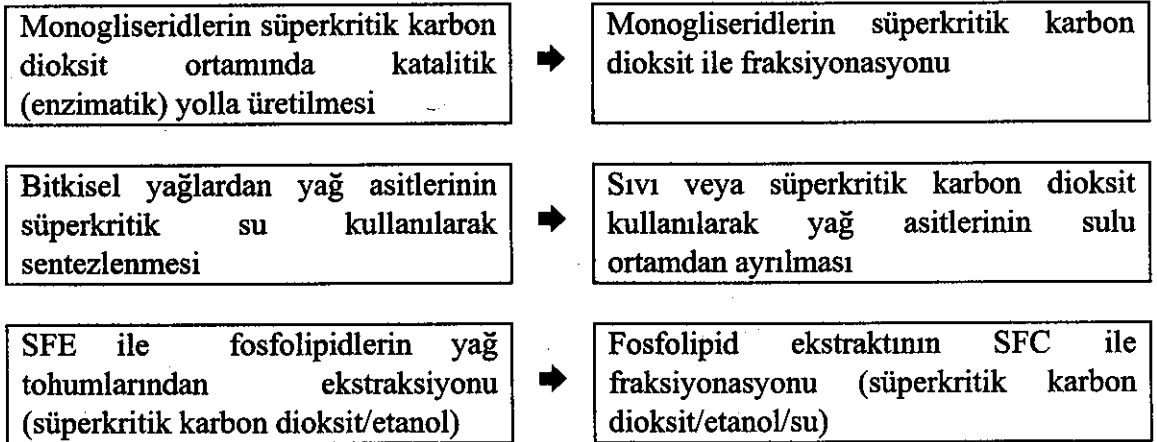 Monogliseridlerin süperkritik karbon
dioksit ortamında katalitik
(enzimatik) yolla üretilmesi
Monogliseridlerin süperkritik karbon
dioksit ile fraksiyonasyonu
Bitkisel yağlardan yağ asitlerinin
süperkritik su kullanılarak
sentezlenmesi
Sıvı veya süperkritik karbon dioksit
kullanılarak yağ asitlerinin sulu
ortamdan ayrılması
SFE ile fosfolipidlerin yağ
tohumlarından ekstraksiyonu
(süperkritik karbon dioksit/etanol)
Fosfolipid ekstraktının SFC ile
fraksiyonasyonu (süperkritik karbon
dioksit/etanol/su)